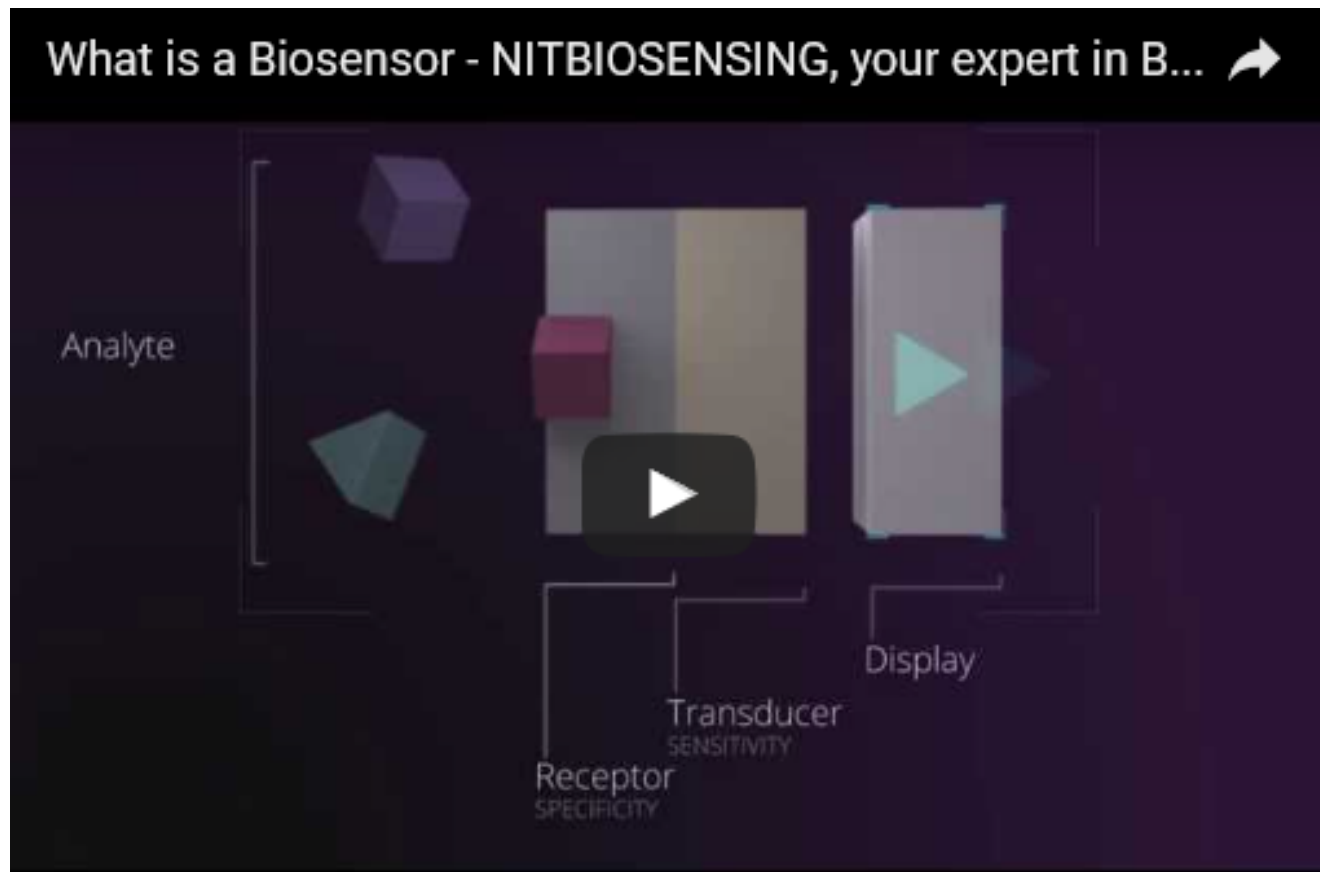 What is a Biosensor - NITBIOSENSING, your expert in B...
Analyte
Display
Transducer
SENSITIVITY
Receptor
SPECIFICITY